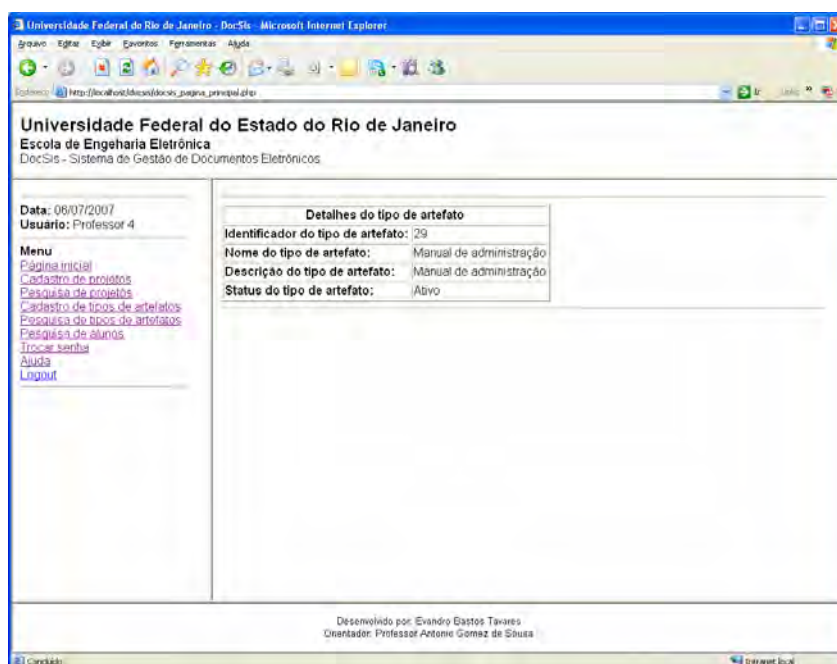 Universidade Federal do Rio de Janeiro - DocSis - Microsoft Internet Explorer
Arquivo Editar Exibir Favoritos Ferramentas Ajuda
http://localhost/docsis/docsis_pagina_principal.php
Ir Links »
Universidade Federal do Estado do Rio de Janeiro
Escola de Engeharia Eletrônica
DocSis - Sistema de Gestão de Documentos Eletrônicos
Data: 06/07/2007
Usuário: Professor 4
Menu
Página inicial
Cadastro de projetos
Pesquisa de projetos
Cadastro de tipos de artefatos
Pesquisa de tipos de artefatos
Pesquisa de alunos
Trocar senha
Ajuda
Logout
Detalhes do tipo de artefato
Identificador do tipo de artefato: 29
Nome do tipo de artefato: Manual de administração
Descrição do tipo de artefato: Manual de administração
Status do tipo de artefato: Ativo
Desenvolvido por: Evandro Bastos Tavares
Orientador: Professor Antonio Gomez de Sousa
Concluído
Intranet local